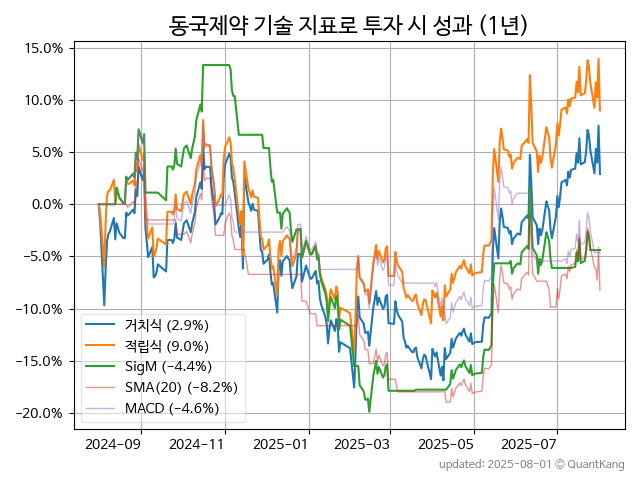 동국제약 기술 지표로 투자 시 성과 (1년)
15.0%
10.0%
5.0%
0.0%
−5.0%
−10.0%
−15.0%
−20.0%
거치식 (2.9%)
적립식 (9.0%)
SigM (−4.4%)
SMA(20) (−8.2%)
MACD (−4.6%)
2024-09
2024-11
2025-01
2025-03
2025-05
2025-07
updated: 2025-08-01 © QuantKang